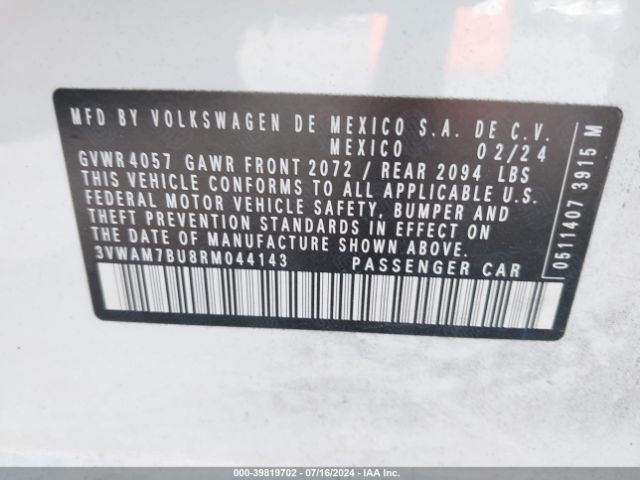 MFD BY VOLKSWAGEN DE MEXICO S.A. DE C.V.
MEXICO 02/24
GVWR 4057 GAWR FRONT 2072 / REAR 2094 LBS
THIS VEHICLE CONFORMS TO ALL APPLICABLE U.S.
FEDERAL MOTOR VEHICLE SAFETY, BUMPER AND
THEFT PREVENTION STANDARDS IN EFFECT ON
THE DATE OF MANUFACTURE SHOWN ABOVE.
3VWAM7BU8RM044143 PASSENGER CAR
0511407 3915 M
000-39819702 - 07/16/2024 - IAA Inc.